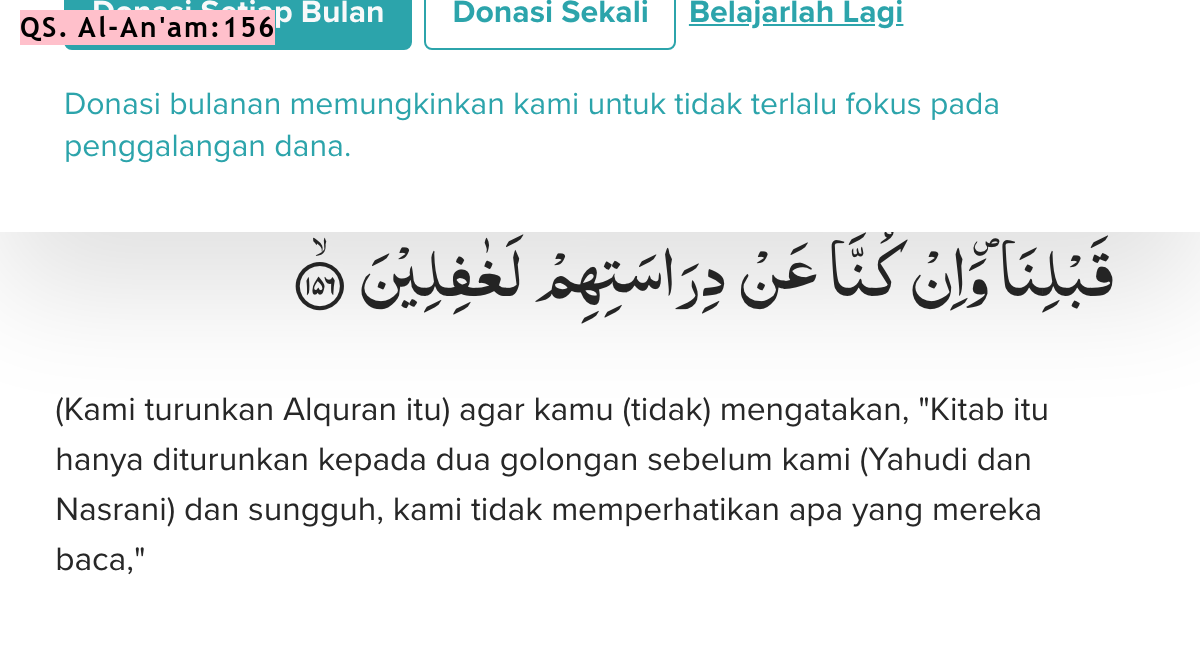 Donasi Setiap Bulan Donasi Sekali Belajarlah Lagi
QS. Al-An'am:156
Donasi bulanan memungkinkan kami untuk tidak terlalu fokus pada
penggalangan dana.
قَبْلِنَاۖ وَاِنْ كُنَّا عَنْ دِرَاسَتِهِمْ لَغٰفِلِيْنَۙ ١٥٦
(Kami turunkan Alquran itu) agar kamu (tidak) mengatakan, "Kitab itu
hanya diturunkan kepada dua golongan sebelum kami (Yahudi dan
Nasrani) dan sungguh, kami tidak memperhatikan apa yang mereka
baca,"